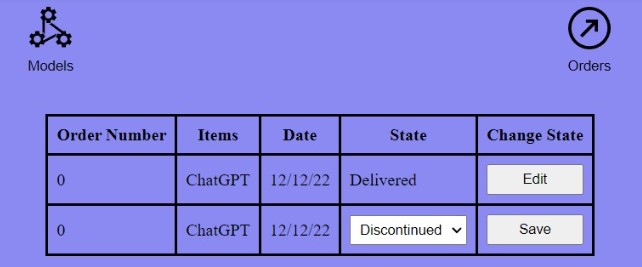 Models
Orders
Order Number Items Date State Change State
0 ChatGPT 12/12/22 Delivered Edit
0 ChatGPT 12/12/22 Discontinued Save